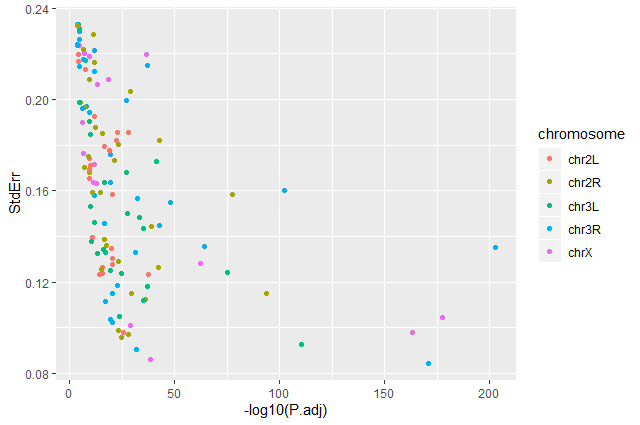 StdErr
0.24
0.20
0.16
0.12
0.08
0
50
100
150
200
-log10(P.adj)
chromosome
chr2L
chr2R
chr3L
chr3R
chrX